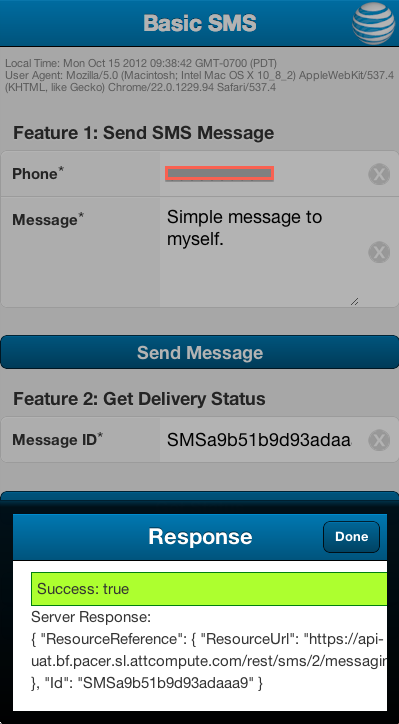 Basic SMS
Local Time: Mon Oct 15 2012 09:38:42 GMT-0700 (PDT)
User Agent: Mozilla/5.0 (Macintosh; Intel Mac OS X 10_8_2) AppleWebKit/537.4
(KHTML, like Gecko) Chrome/22.0.1229.94 Safari/537.4
Feature 1: Send SMS Message
Phone*
Message*
Simple message to
myself.
Send Message
Feature 2: Get Delivery Status
Message ID*
SMSa9b51b9d93adaa
Response
Done
Success: true
Server Response:
{ "ResourceReference": { "ResourceUrl": "https://api-
uat.bf.pacer.sl.attcompute.com/rest/sms/2/messagin
}, "Id": "SMSa9b51b9d93adaaa9" }